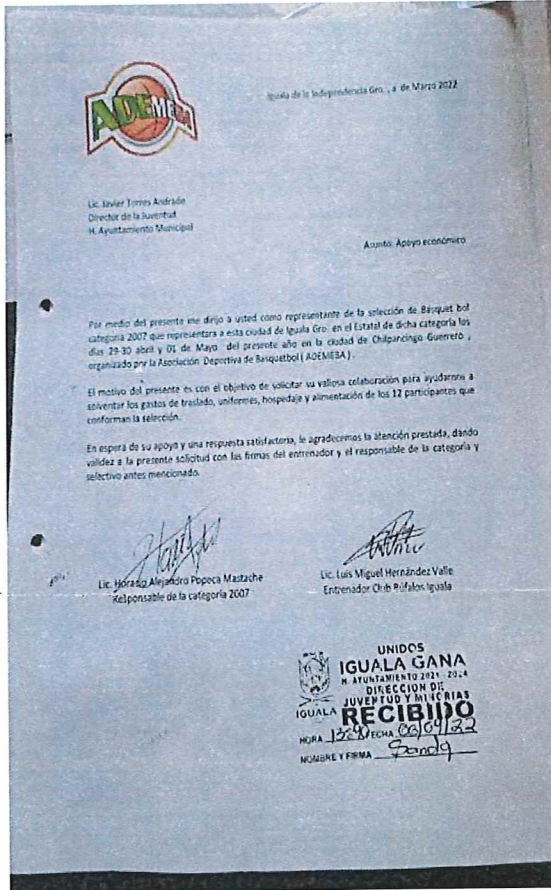 ADEMEBA
Iguala de la Independencia Gro. , a de Marzo 2022
Lic. Javier Torres Andrade
Director de la Juventud
H. Ayuntamiento Municipal
Asunto: Apoyo económico
Por medio del presente me dirijo a usted como representante de la selección de Basquet bol
categoría 2007 que representara a esta ciudad de Iguala Gro. en el Estatal de dicha categoría los
días 29-30 abril y 01 de Mayo del presente año en la ciudad de Chilpancingo Guerrero ,
organizado por la Asociación Deportiva de Basquetbol ( ADEMEBA ) .
El motivo del presente es con el objetivo de solicitar su valiosa colaboración para ayudarnos a
solventar los gastos de traslado, uniformes, hospedaje y alimentación de los 12 participantes que
conforman la selección.
En espera de su apoyo y una respuesta satisfactoria, le agradecemos la atención prestada, dando
validez a la presente solicitud con las firmas del entrenador y el responsable de la categoría y
selectivo antes mencionado.
Lic. Horacio Alejandro Popoca Mastache
Responsable de la categoría 2007
Lic. Luis Miguel Hernández Valle
Entrenador Club Búfalos Iguala
UNIDOS
IGUALA GANA
H. AYUNTAMIENTO 2021 - 2024
DIRECCION DE
JUVENTUD Y MINORIAS
IGUALA RECIBIDO
HORA FECHA
NOMBRE Y FIRMA